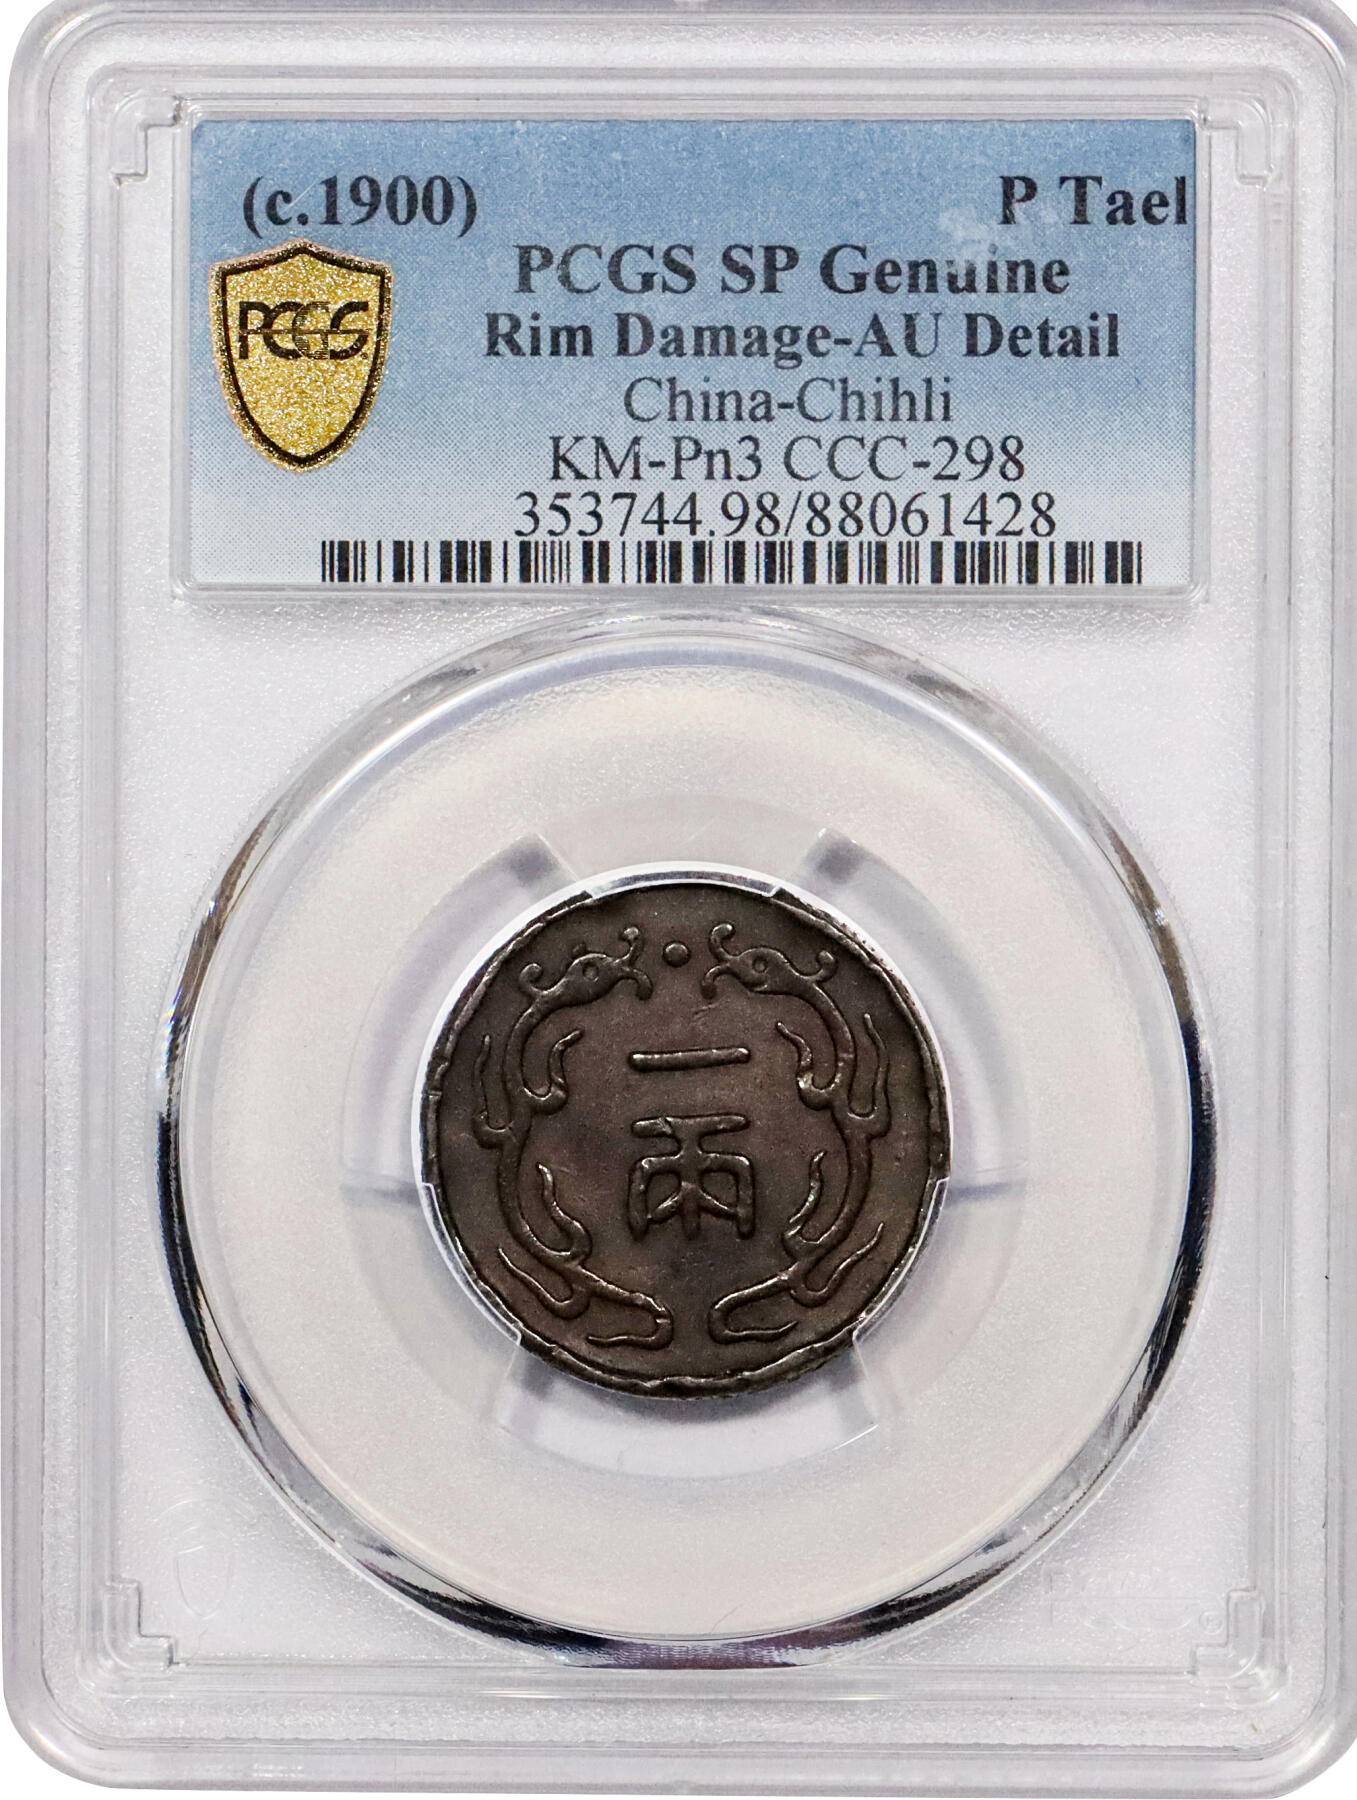 (c.1900) P Tael
PCGS SP Genuine
Rim Damage-AU Detail
China-Chihli
KM-Pn3 CCC-298
353744.98/88061428
PCGS
一
兩